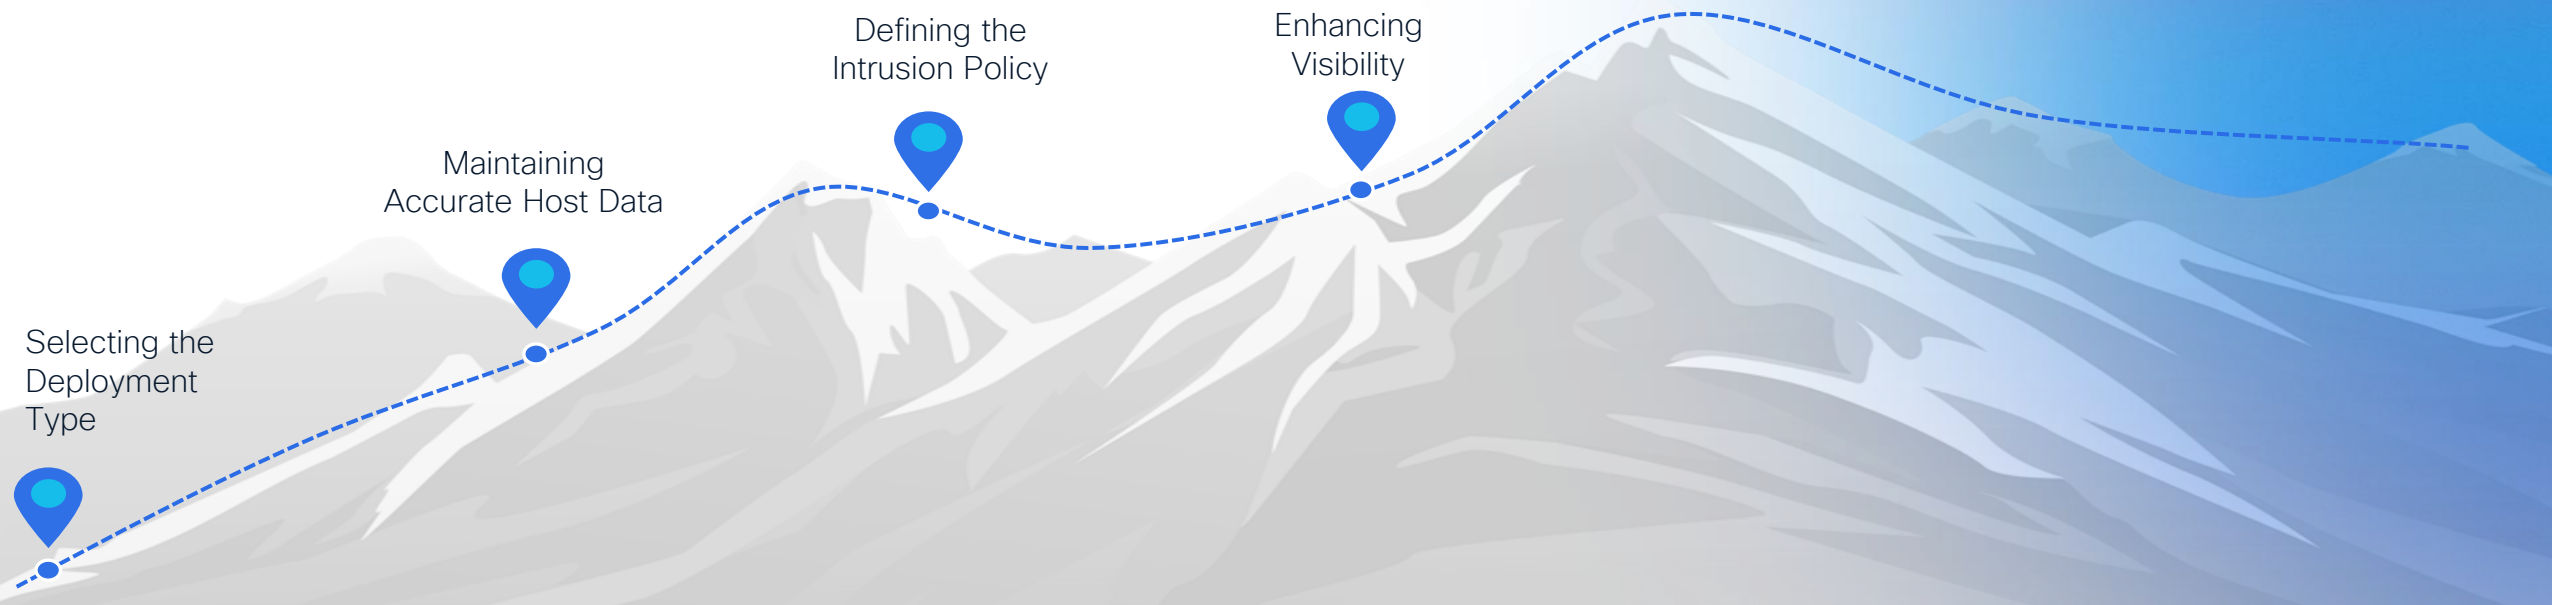 Selecting the
Deployment
Type
Maintaining
Accurate Host Data
Defining the
Intrusion Policy
Enhancing
Visibility